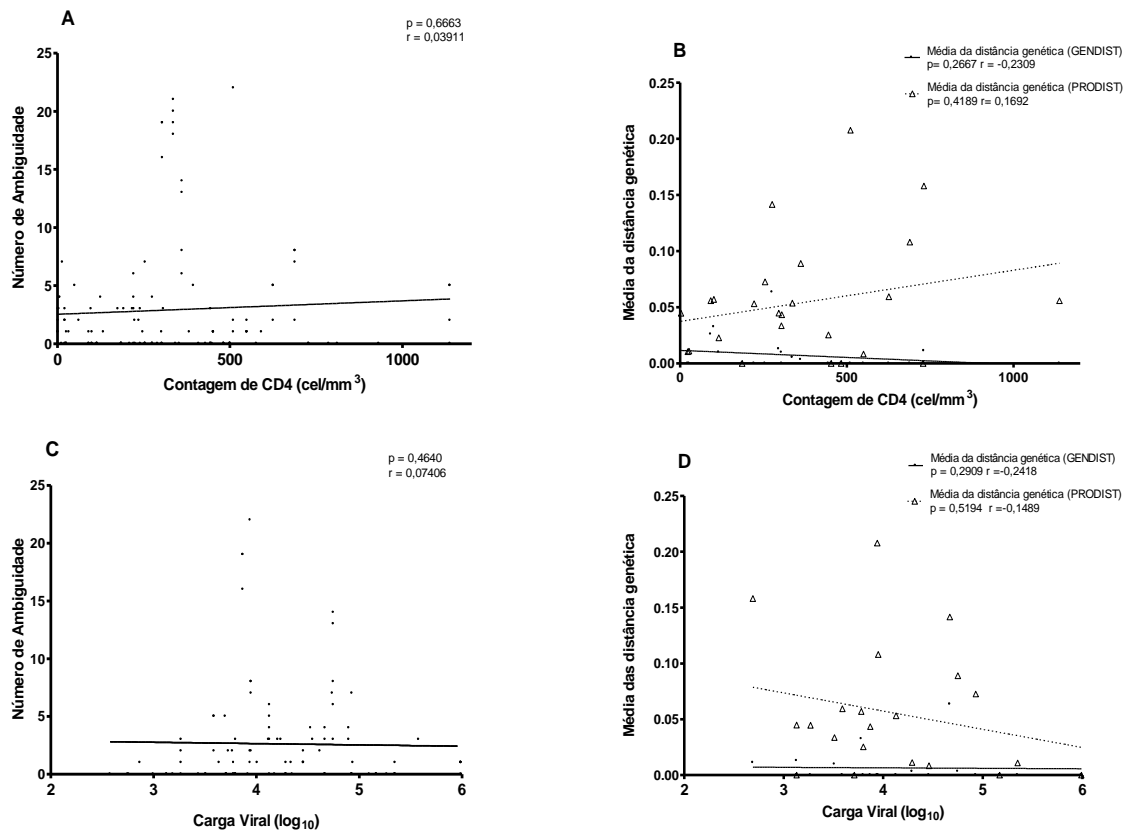 A
p = 0,6663
r = 0,03911
25
20
15
10
5
0
Número de Ambiguidade
0
500
1000
Contagem de CD4 (cel/mm³)
B
Média da distância genética (GENDIST)
p= 0,2667 r = -0,2309
Média da distância genética (PRODIST)
p= 0,4189 r= 0,1692
0.25
0.20
0.15
0.10
0.05
0.00
Média da distância genética
0
500
1000
Contagem de CD4 (cel/mm³)
C
p = 0,4640
r = 0,07406
25
20
15
10
5
0
Número de Ambiguidade
2
3
4
5
6
Carga Viral (log₁₀)
D
Média da distância genética (GENDIST)
p = 0,2909 r =-0,2418
Média da distância genética (PRODIST)
p = 0,5194 r =-0,1489
0.25
0.20
0.15
0.10
0.05
0.00
Média das distância genética
2
3
4
5
6
Carga Viral (log₁₀)